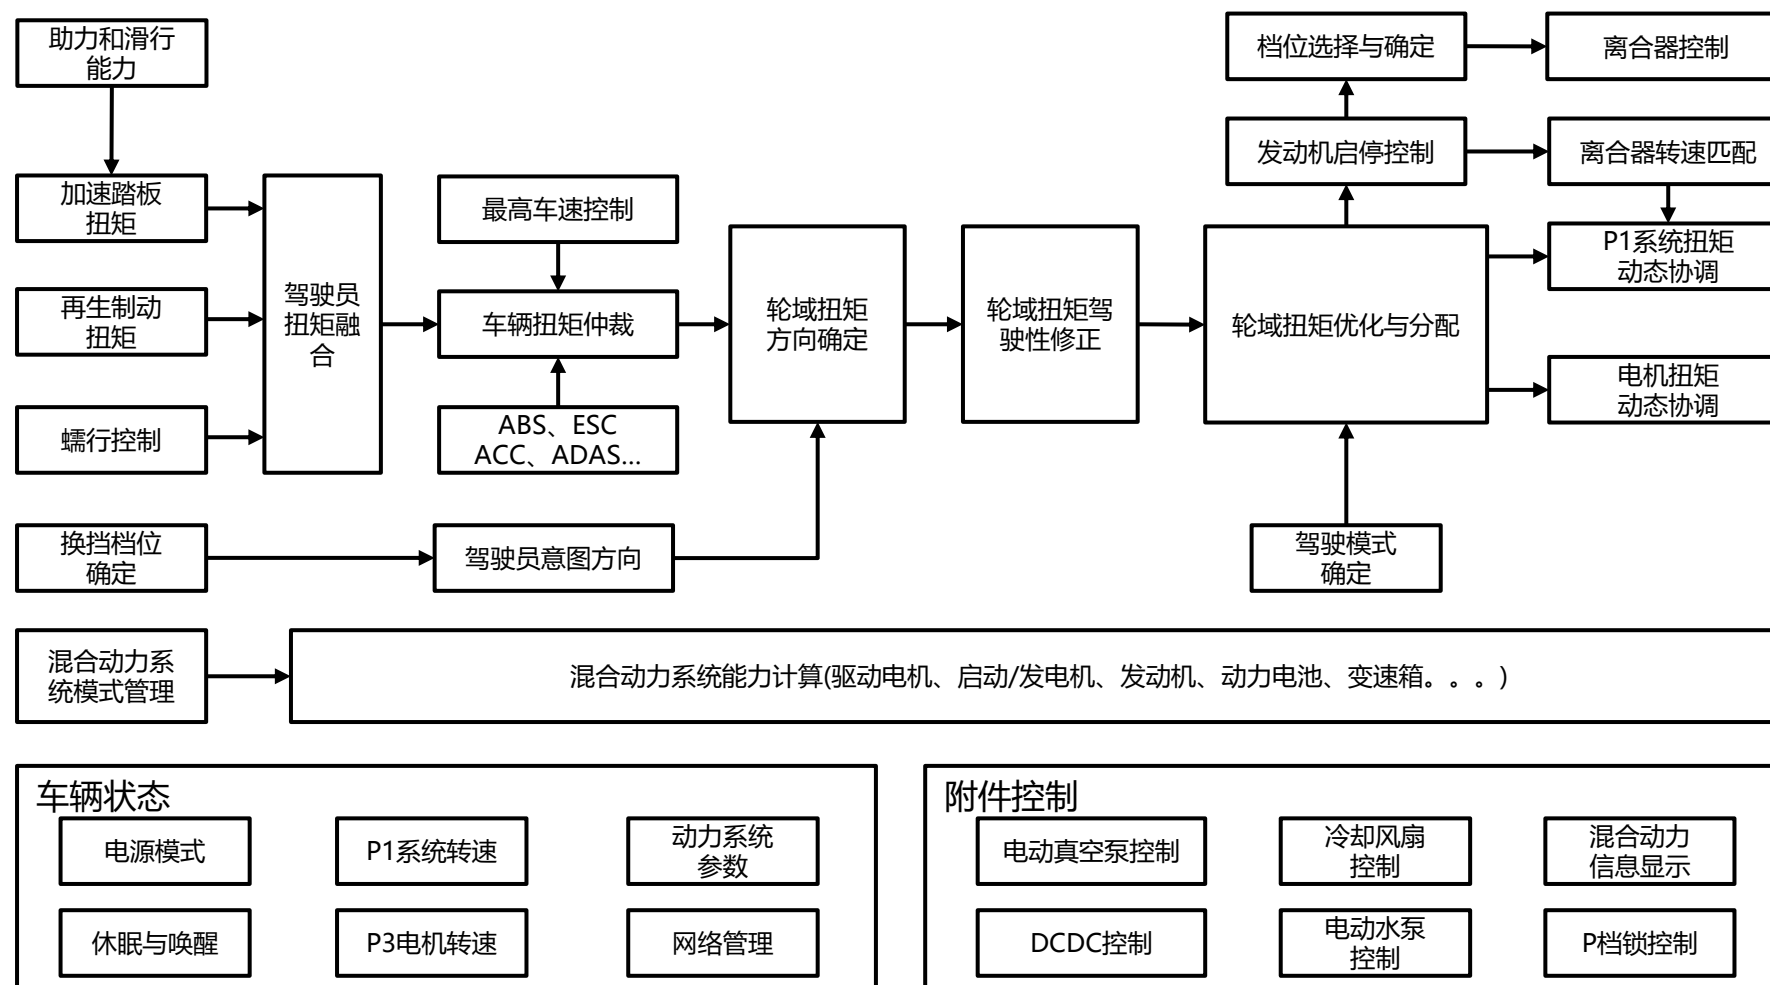 助力和滑行
能力
档位选择与确定
离合器控制
发动机启停控制
离合器转速匹配
加速踏板
扭矩
最高车速控制
P1系统扭矩
动态协调
再生制动
扭矩
驾驶员
扭矩融
合
车辆扭矩仲裁
轮域扭矩
方向确定
轮域扭矩驾
驶性修正
轮域扭矩优化与分配
电机扭矩
动态协调
蠕行控制
ABS、ESC
ACC、ADAS...
换挡档位
确定
驾驶员意图方向
驾驶模式
确定
混合动力系
统模式管理
混合动力系统能力计算(驱动电机、启动/发电机、发动机、动力电池、变速箱。。。)
车辆状态
电源模式
P1系统转速
动力系统
参数
休眠与唤醒
P3电机转速
网络管理
附件控制
电动真空泵控制
冷却风扇
控制
混合动力
信息显示
DCDC控制
电动水泵
控制
P档锁控制